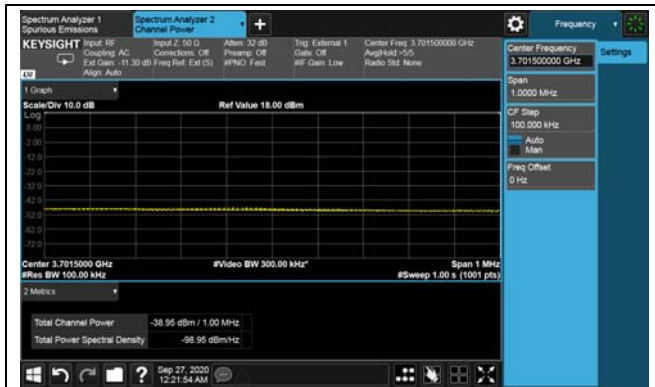 Spectrum Analyzer 1
Spurious Emissions
Spectrum Analyzer 2
Channel Power
Frequency
KEYSIGHT
Input: RF
Coupling: AC
Ext Gain: -11.30 dB
Align: Auto
Input Z: 50 Ω
Corrections: Off
Freq Ref: Ext (S)
Atten: 32 dB
Preamp: Off
#PNO: Fast
Trig: External 1
Gate: Off
#IF Gain: Low
Center Freq: 3.701500000 GHz
Avg|Hold:>5/5
Radio Std: None
LXI
Center Frequency
3.701500000 GHz
Settings
Span
1.0000 MHz
CF Step
100.000 kHz
Auto
Man
Freq Offset
0 Hz
1 Graph
Scale/Div 10.0 dB
Ref Value 18.00 dBm
Log
8.00
-2.00
-12.0
-22.0
-32.0
-42.0
-52.0
-62.0
-72.0
Center 3.7015000 GHz
#Video BW 300.00 kHz*
Span 1 MHz
#Res BW 100.00 kHz
#Sweep 1.00 s (1001 pts)
2 Metrics
Total Channel Power -38.95 dBm / 1.00 MHz
Total Power Spectral Density -98.95 dBm/Hz
Sep 27, 2020
12:21:54 AM